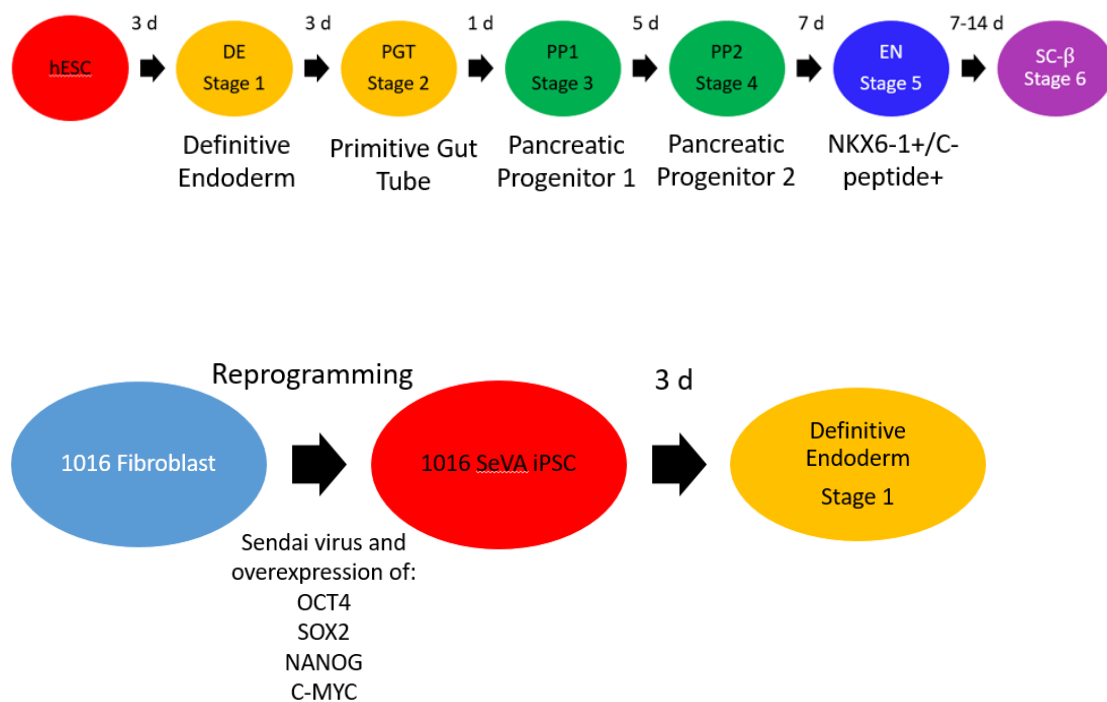 3 d
3 d
1 d
5 d
7 d
7-14 d
hESC
DE
Stage 1
PGT
Stage 2
PP1
Stage 3
PP2
Stage 4
EN
Stage 5
SC-β
Stage 6
Definitive
Endoderm
Primitive Gut
Tube
Pancreatic
Progenitor 1
Pancreatic
Progenitor 2
NKX6-1+/C-
peptide+
Reprogramming
3 d
1016 Fibroblast
1016 SeVA iPSC
Definitive
Endoderm
Stage 1
Sendai virus and
overexpression of:
OCT4
SOX2
NANOG
C-MYC